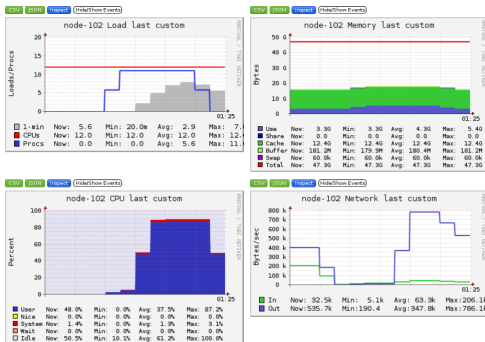 CSV JSON Inspect Hide/Show Events
node-102 Load last custom
20
15
10
5
0
Loads/Procs
01:25
1-min Now: 5.6 Min: 20.0m Avg: 2.9 Max: 7.
CPUs Now: 12.0 Min: 12.0 Avg: 12.0 Max: 12.
Procs Now: 0.0 Min: 0.0 Avg: 5.6 Max: 11.
CSV JSON Inspect Hide/Show Events
node-102 Memory last custom
50 G
40 G
30 G
20 G
10 G
0
Bytes
01:25
Use Now: 3.3G Min: 3.3G Avg: 4.3G Max: 5.4G
Share Now: 0.0 Min: 0.0 Avg: 0.0 Max: 0.0
Cache Now: 12.4G Min: 12.4G Avg: 12.4G Max: 12.4G
Buffer Now: 181.2M Min: 179.9M Avg: 180.4M Max: 181.2M
Swap Now: 60.0k Min: 60.0k Avg: 60.0k Max: 60.0k
Total Now: 47.3G Min: 47.3G Avg: 47.3G Max: 47.3G
CSV JSON Inspect Hide/Show Events
node-102 CPU last custom
100
80
60
40
20
0
Percent
01:25
User Now: 48.0% Min: 0.0% Avg: 37.5% Max: 87.2%
Nice Now: 0.0% Min: 0.0% Avg: 0.0% Max: 0.0%
System Now: 1.4% Min: 0.0% Avg: 1.3% Max: 3.1%
Wait Now: 0.0% Min: 0.0% Avg: 0.0% Max: 0.0%
Idle Now: 50.5% Min: 10.1% Avg: 61.2% Max:100.0%
CSV JSON Inspect Hide/Show Events
node-102 Network last custom
800 k
700 k
600 k
500 k
400 k
300 k
200 k
100 k
0
Bytes/sec
01:25
In Now: 32.5k Min: 5.1k Avg: 63.3k Max:206.1k
Out Now:535.7k Min:190.4 Avg:347.8k Max:786.1k